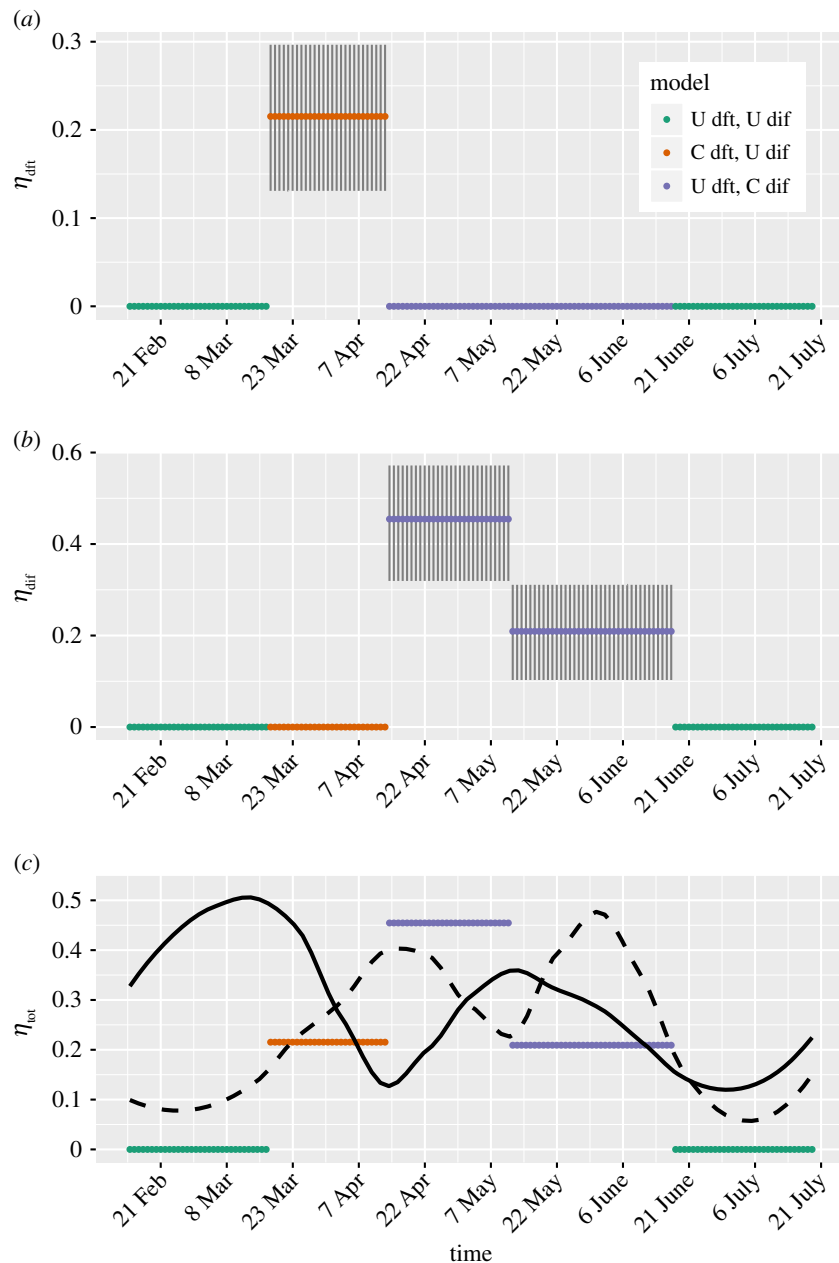 (a)
0.3
0.2
0.1
0
η_dft
model
U dft, U dif
C dft, U dif
U dft, C dif
21 Feb
8 Mar
23 Mar
7 Apr
22 Apr
7 May
22 May
6 June
21 June
6 July
21 July
(b)
0.6
0.4
0.2
0
η_dif
21 Feb
8 Mar
23 Mar
7 Apr
22 Apr
7 May
22 May
6 June
21 June
6 July
21 July
(c)
0.5
0.4
0.3
0.2
0.1
0
η_tot
21 Feb
8 Mar
23 Mar
7 Apr
22 Apr
7 May
22 May
6 June
21 June
6 July
21 July
time